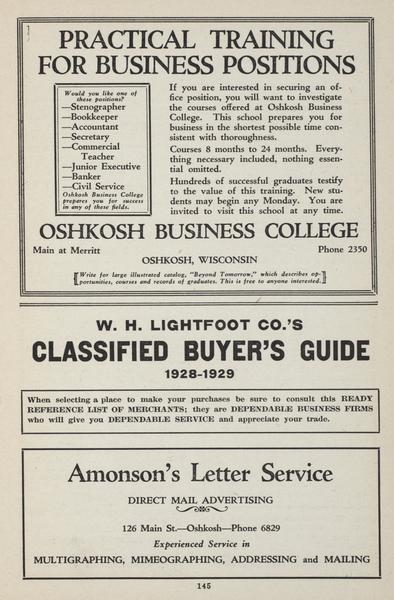 PRACTICAL TRAINING
FOR BUSINESS POSITIONS
Would you like one of
these positions?
—Stenographer
—Bookkeeper
—Accountant
—Secretary
—Commercial
Teacher
—Junior Executive
—Banker
—Civil Service
Oshkosh Business College
prepares you for success
in any of these fields.
If you are interested in securing an of-
fice position, you will want to investigate
the courses offered at Oshkosh Business
College. This school prepares you for
business in the shortest possible time con-
sistent with thoroughness.
Courses 8 months to 24 months. Every-
thing necessary included, nothing essen-
tial omitted.
Hundreds of successful graduates testify
to the value of this training. New stu-
dents may begin any Monday. You are
invited to visit this school at any time.
OSHKOSH BUSINESS COLLEGE
Main at Merritt Phone 2350
OSHKOSH, WISCONSIN
[Write for large illustrated catalog, "Beyond Tomorrow," which describes op-
portunities, courses and records of graduates. This is free to anyone interested.]
W. H. LIGHTFOOT CO.'S
CLASSIFIED BUYER'S GUIDE
1928-1929
When selecting a place to make your purchases be sure to consult this READY
REFERENCE LIST OF MERCHANTS; they are DEPENDABLE BUSINESS FIRMS
who will give you DEPENDABLE SERVICE and appreciate your trade.
Amonson's Letter Service
DIRECT MAIL ADVERTISING
126 Main St.—Oshkosh—Phone 6829
Experienced Service in
MULTIGRAPHING, MIMEOGRAPHING, ADDRESSING and MAILING
145